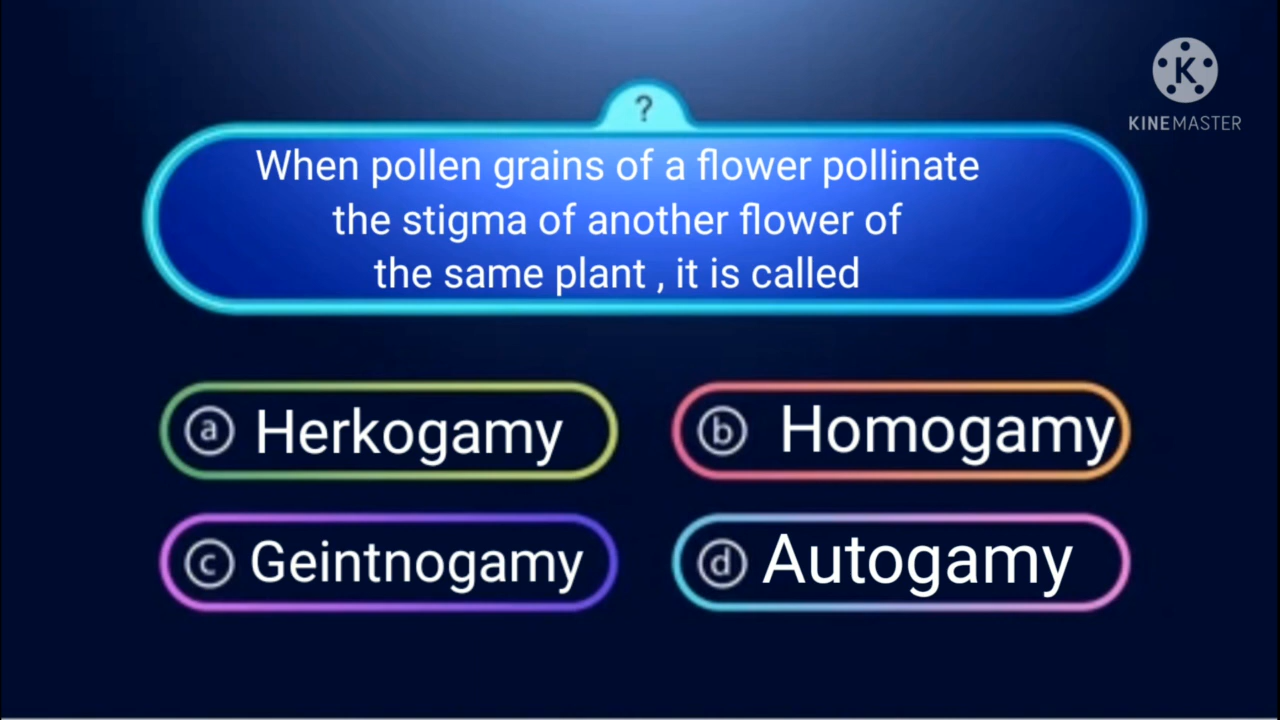 K
KINEMASTER
?
When pollen grains of a flower pollinate
the stigma of another flower of
the same plant , it is called
a Herkogamy
b Homogamy
c Geintnogamy
d Autogamy